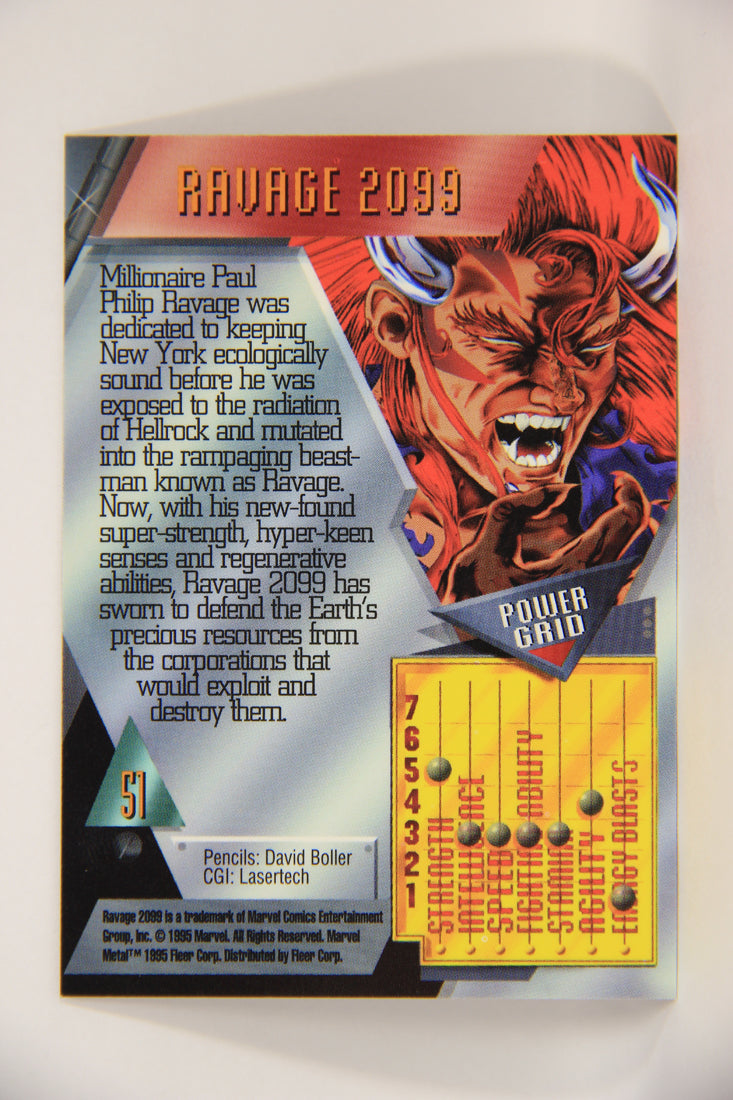 RAVAGE 2099
Millionaire Paul
Philip Ravage was
dedicated to keeping
New York ecologically
sound before he was
exposed to the radiation
of Hellrock and mutated
into the rampaging beast-
man known as Ravage.
Now, with his new-found
super-strength, hyper-keen
senses and regenerative
abilities, Ravage 2099 has
sworn to defend the Earth's
precious resources from
the corporations that
would exploit and
destroy them.
POWER
GRID
7
6
5
4
3
2
1
STRENGTH
INTELLIGENCE
SPEED
FIGHTING ABILITY
STAMINA
AGILITY
ENERGY BLASTS
51
Pencils: David Boller
CGI: Lasertech
Ravage 2099 is a trademark of Marvel Comics Entertainment
Group, Inc. © 1995 Marvel. All Rights Reserved. Marvel
Metal™ 1995 Fleer Corp. Distributed by Fleer Corp.